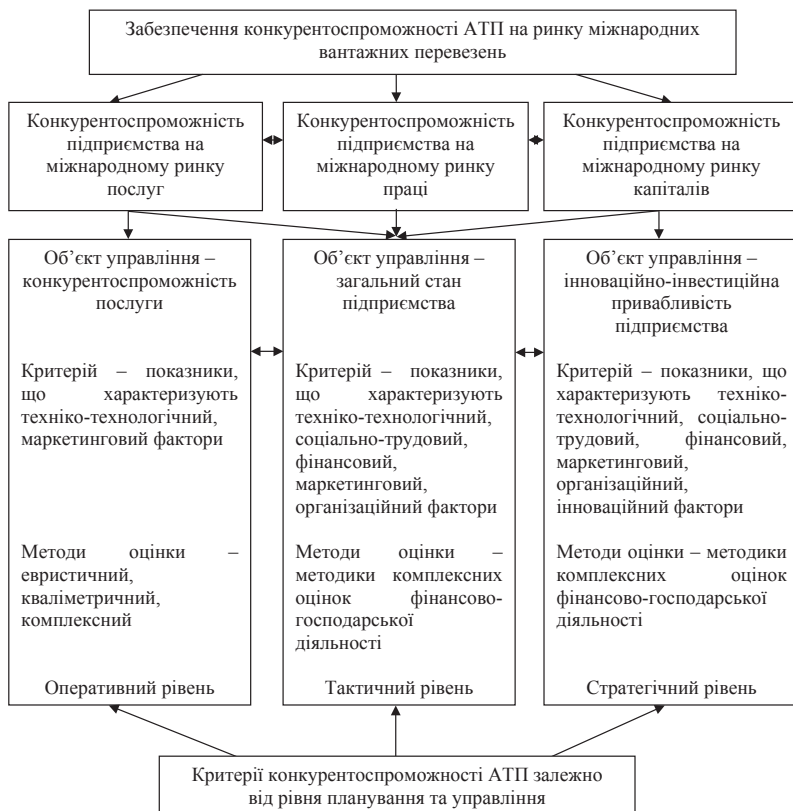 Забезпечення конкурентоспроможності АТП на ринку міжнародних
вантажних перевезень
Конкурентоспроможність
підприємства на
міжнародному ринку
послуг
Конкурентоспроможність
підприємства на
міжнародному ринку
праці
Конкурентоспроможність
підприємства на
міжнародному ринку
капіталів
Об’єкт управління –
конкурентоспроможність
послуги
Критерій – показники,
що характеризують
техніко-технологічний,
маркетинговий фактори
Методи оцінки –
евристичний,
кваліметричний,
комплексний
Оперативний рівень
Об’єкт управління –
загальний стан
підприємства
Критерій – показники,
що характеризують
техніко-технологічний,
соціально-трудовий,
фінансовий,
маркетинговий,
організаційний фактори
Методи оцінки –
методики комплексних
оцінок фінансово-
господарської
діяльності
Тактичний рівень
Об’єкт управління –
інноваційно-інвестиційна
привабливість
підприємства
Критерій – показники, що
характеризують техніко-
технологічний, соціально-
трудовий, фінансовий,
маркетинговий,
організаційний,
інноваційний фактори
Методи оцінки – методики
комплексних оцінок
фінансово-господарської
діяльності
Стратегічний рівень
Критерії конкурентоспроможності АТП залежно
від рівня планування та управління